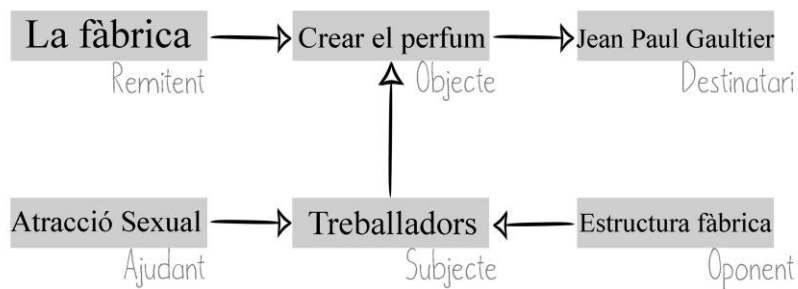 La fàbrica
Crear el perfum
Jean Paul Gaultier
Remitent
Objecte
Destinatari
Atracció Sexual
Treballadors
Estructura fàbrica
Ajudant
Subjecte
Oponent